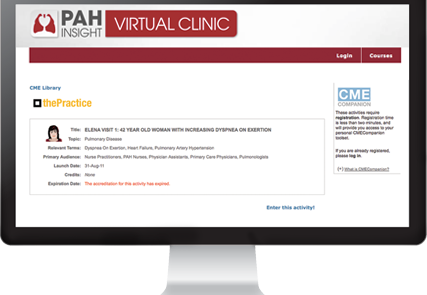 PAH
INSIGHT
VIRTUAL CLINIC
Login
Courses
CME Library
thePractice
Title: ELENA VISIT 1: 42 YEAR OLD WOMAN WITH INCREASING DYSPNEA ON EXERTION
Topic: Pulmonary Disease
Relevant Terms: Dyspnea On Exertion, Heart Failure, Pulmonary Artery Hypertension
Primary Audience: Nurse Practitioners, PAH Nurses, Physician Assistants, Primary Care Physicians, Pulmonologists
Launch Date: 31-Aug-11
Credits: None
Expiration Date: The accreditation for this activity has expired.
Enter this activity!
CME
COMPANION
These activities require
registration. Registration time
is less than two minutes, and
will provide you access to your
personal CMECompanion
toolset.
If you are already registered,
please log in.
(+) What is CMECompanion?